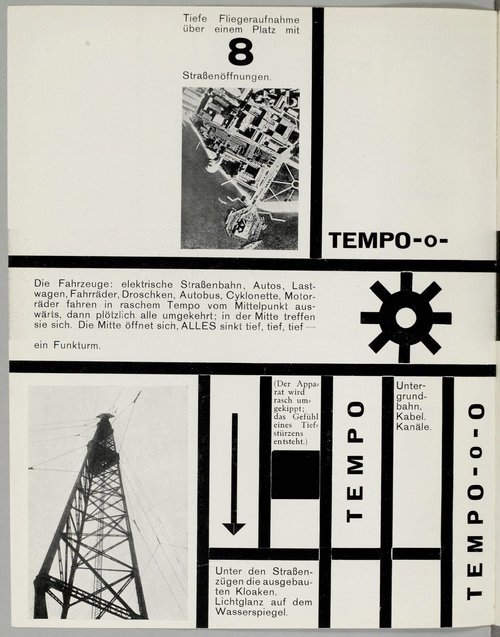 Tiefe Fliegeraufnahme
über einem Platz mit
8
Straßenöffnungen.
TEMPO-o-
Die Fahrzeuge: elektrische Straßenbahn, Autos, Last-
wagen, Fahrräder, Droschken, Autobus, Cyklonette, Motor-
räder fahren in raschem Tempo vom Mittelpunkt aus-
wärts, dann plötzlich alle umgekehrt; in der Mitte treffen
sie sich. Die Mitte öffnet sich, ALLES sinkt tief, tief, tief —
ein Funkturm.
(Der Appa-
rat wird
rasch um-
gekippt;
das Gefühl
eines Tief-
stürzens
entsteht.)
TEMPO
Unter-
grund-
bahn.
Kabel.
Kanäle.
TEMPO-o-O
Unter den Straßen-
zügen die ausgebau-
ten Kloaken.
Lichtglanz auf dem
Wasserspiegel.